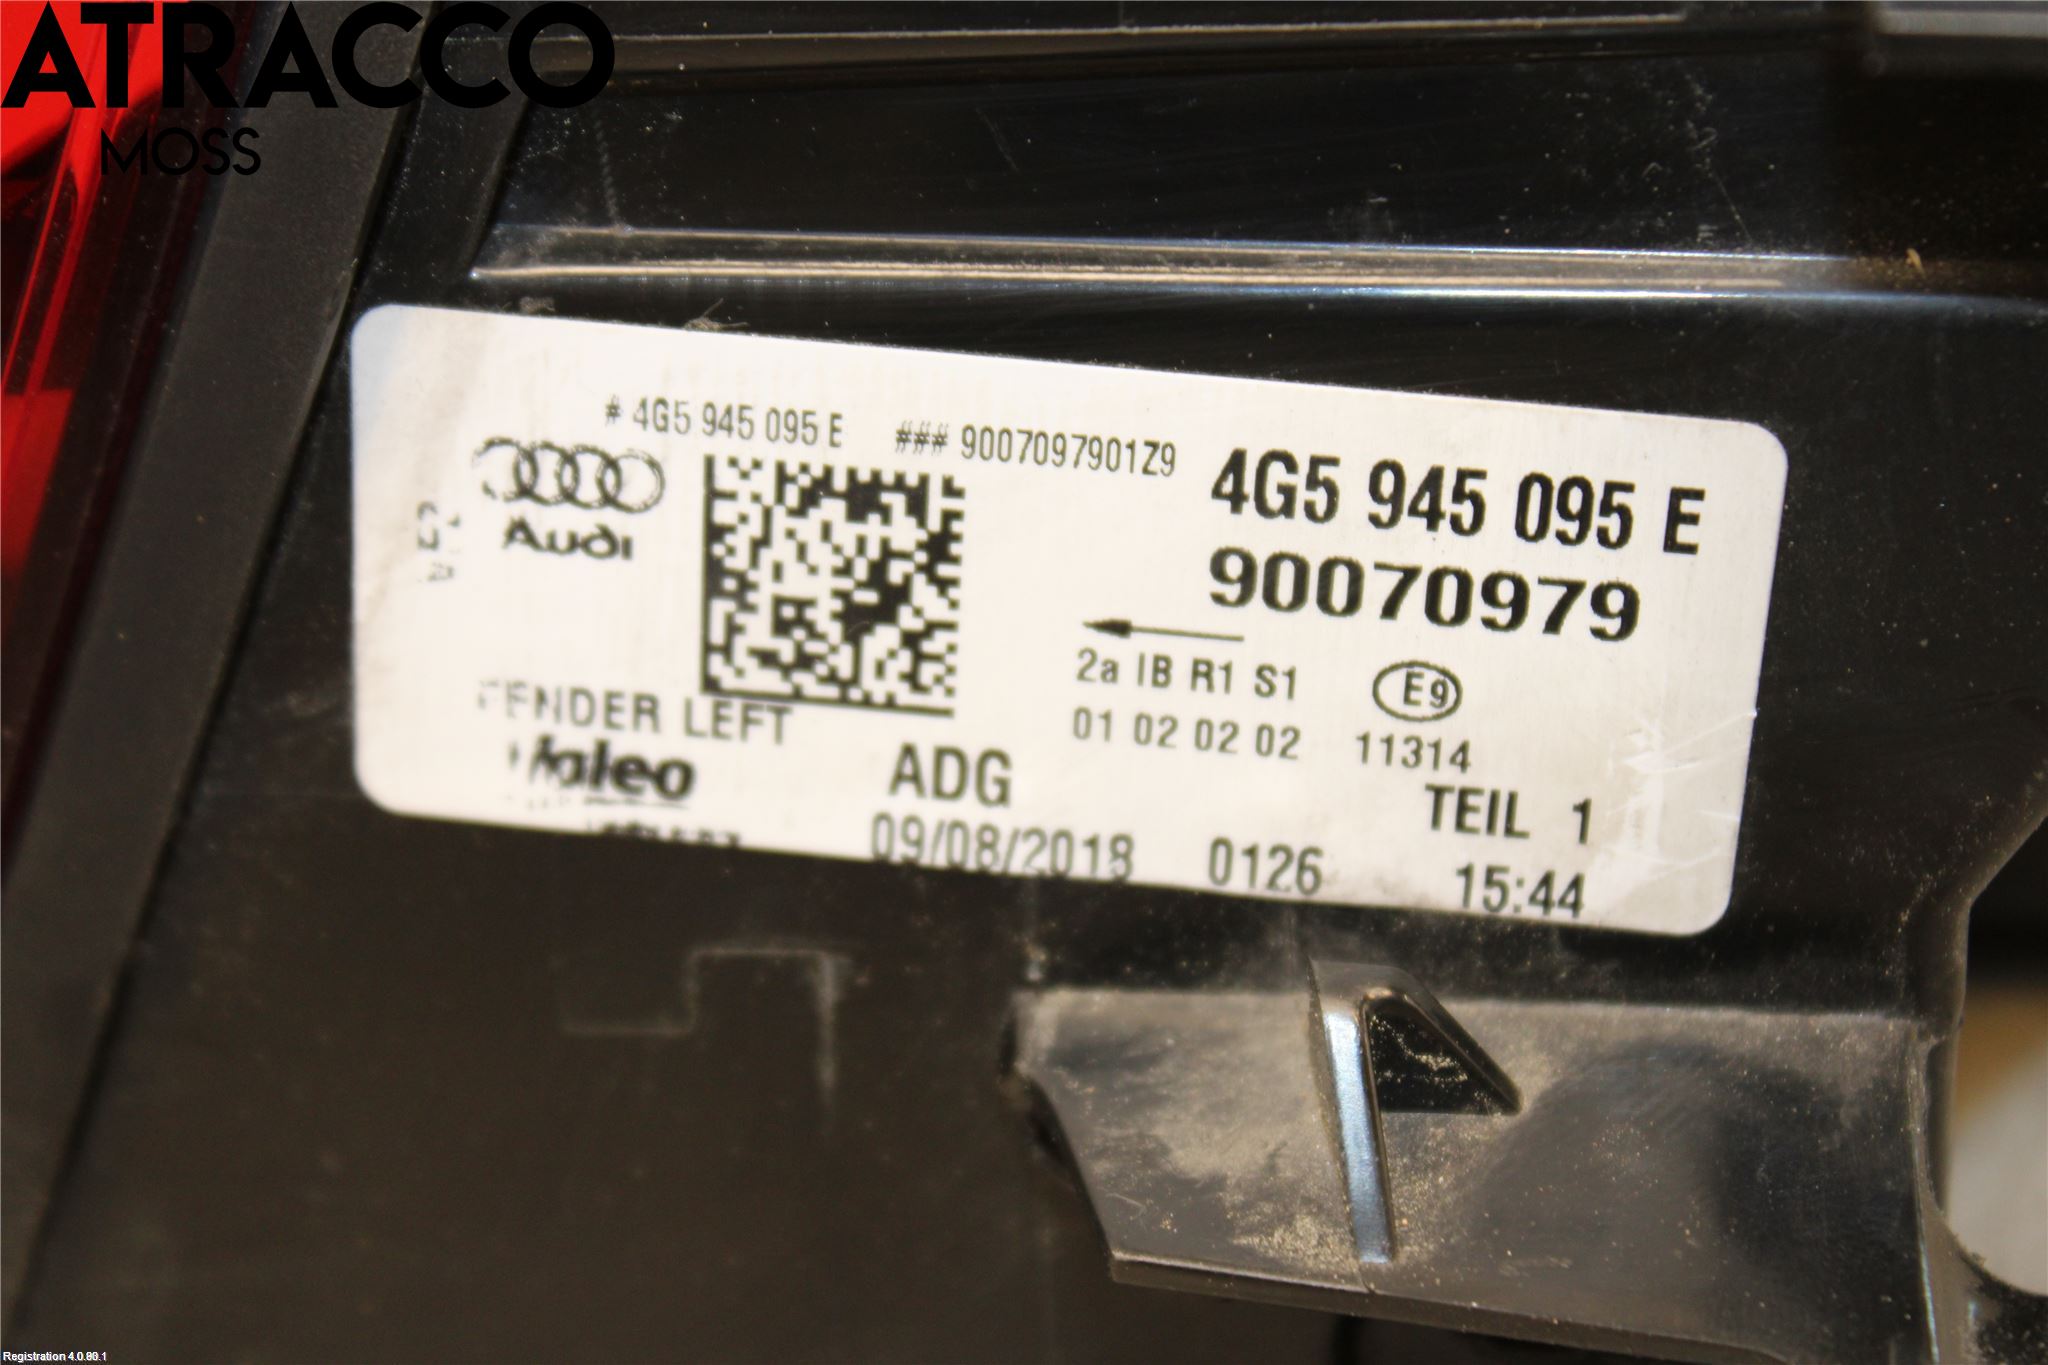 ATRACCO
MOSS
# 4G5 945 095 E ### 9007097901Z9
4G5 945 095 E
Audi
90070979
2a IB R1 S1 E9
01 02 02 02 11314
FENDER LEFT
Valeo
ADG
TEIL 1
09/08/2018 0126 15:44
Registration 4.0.80.1